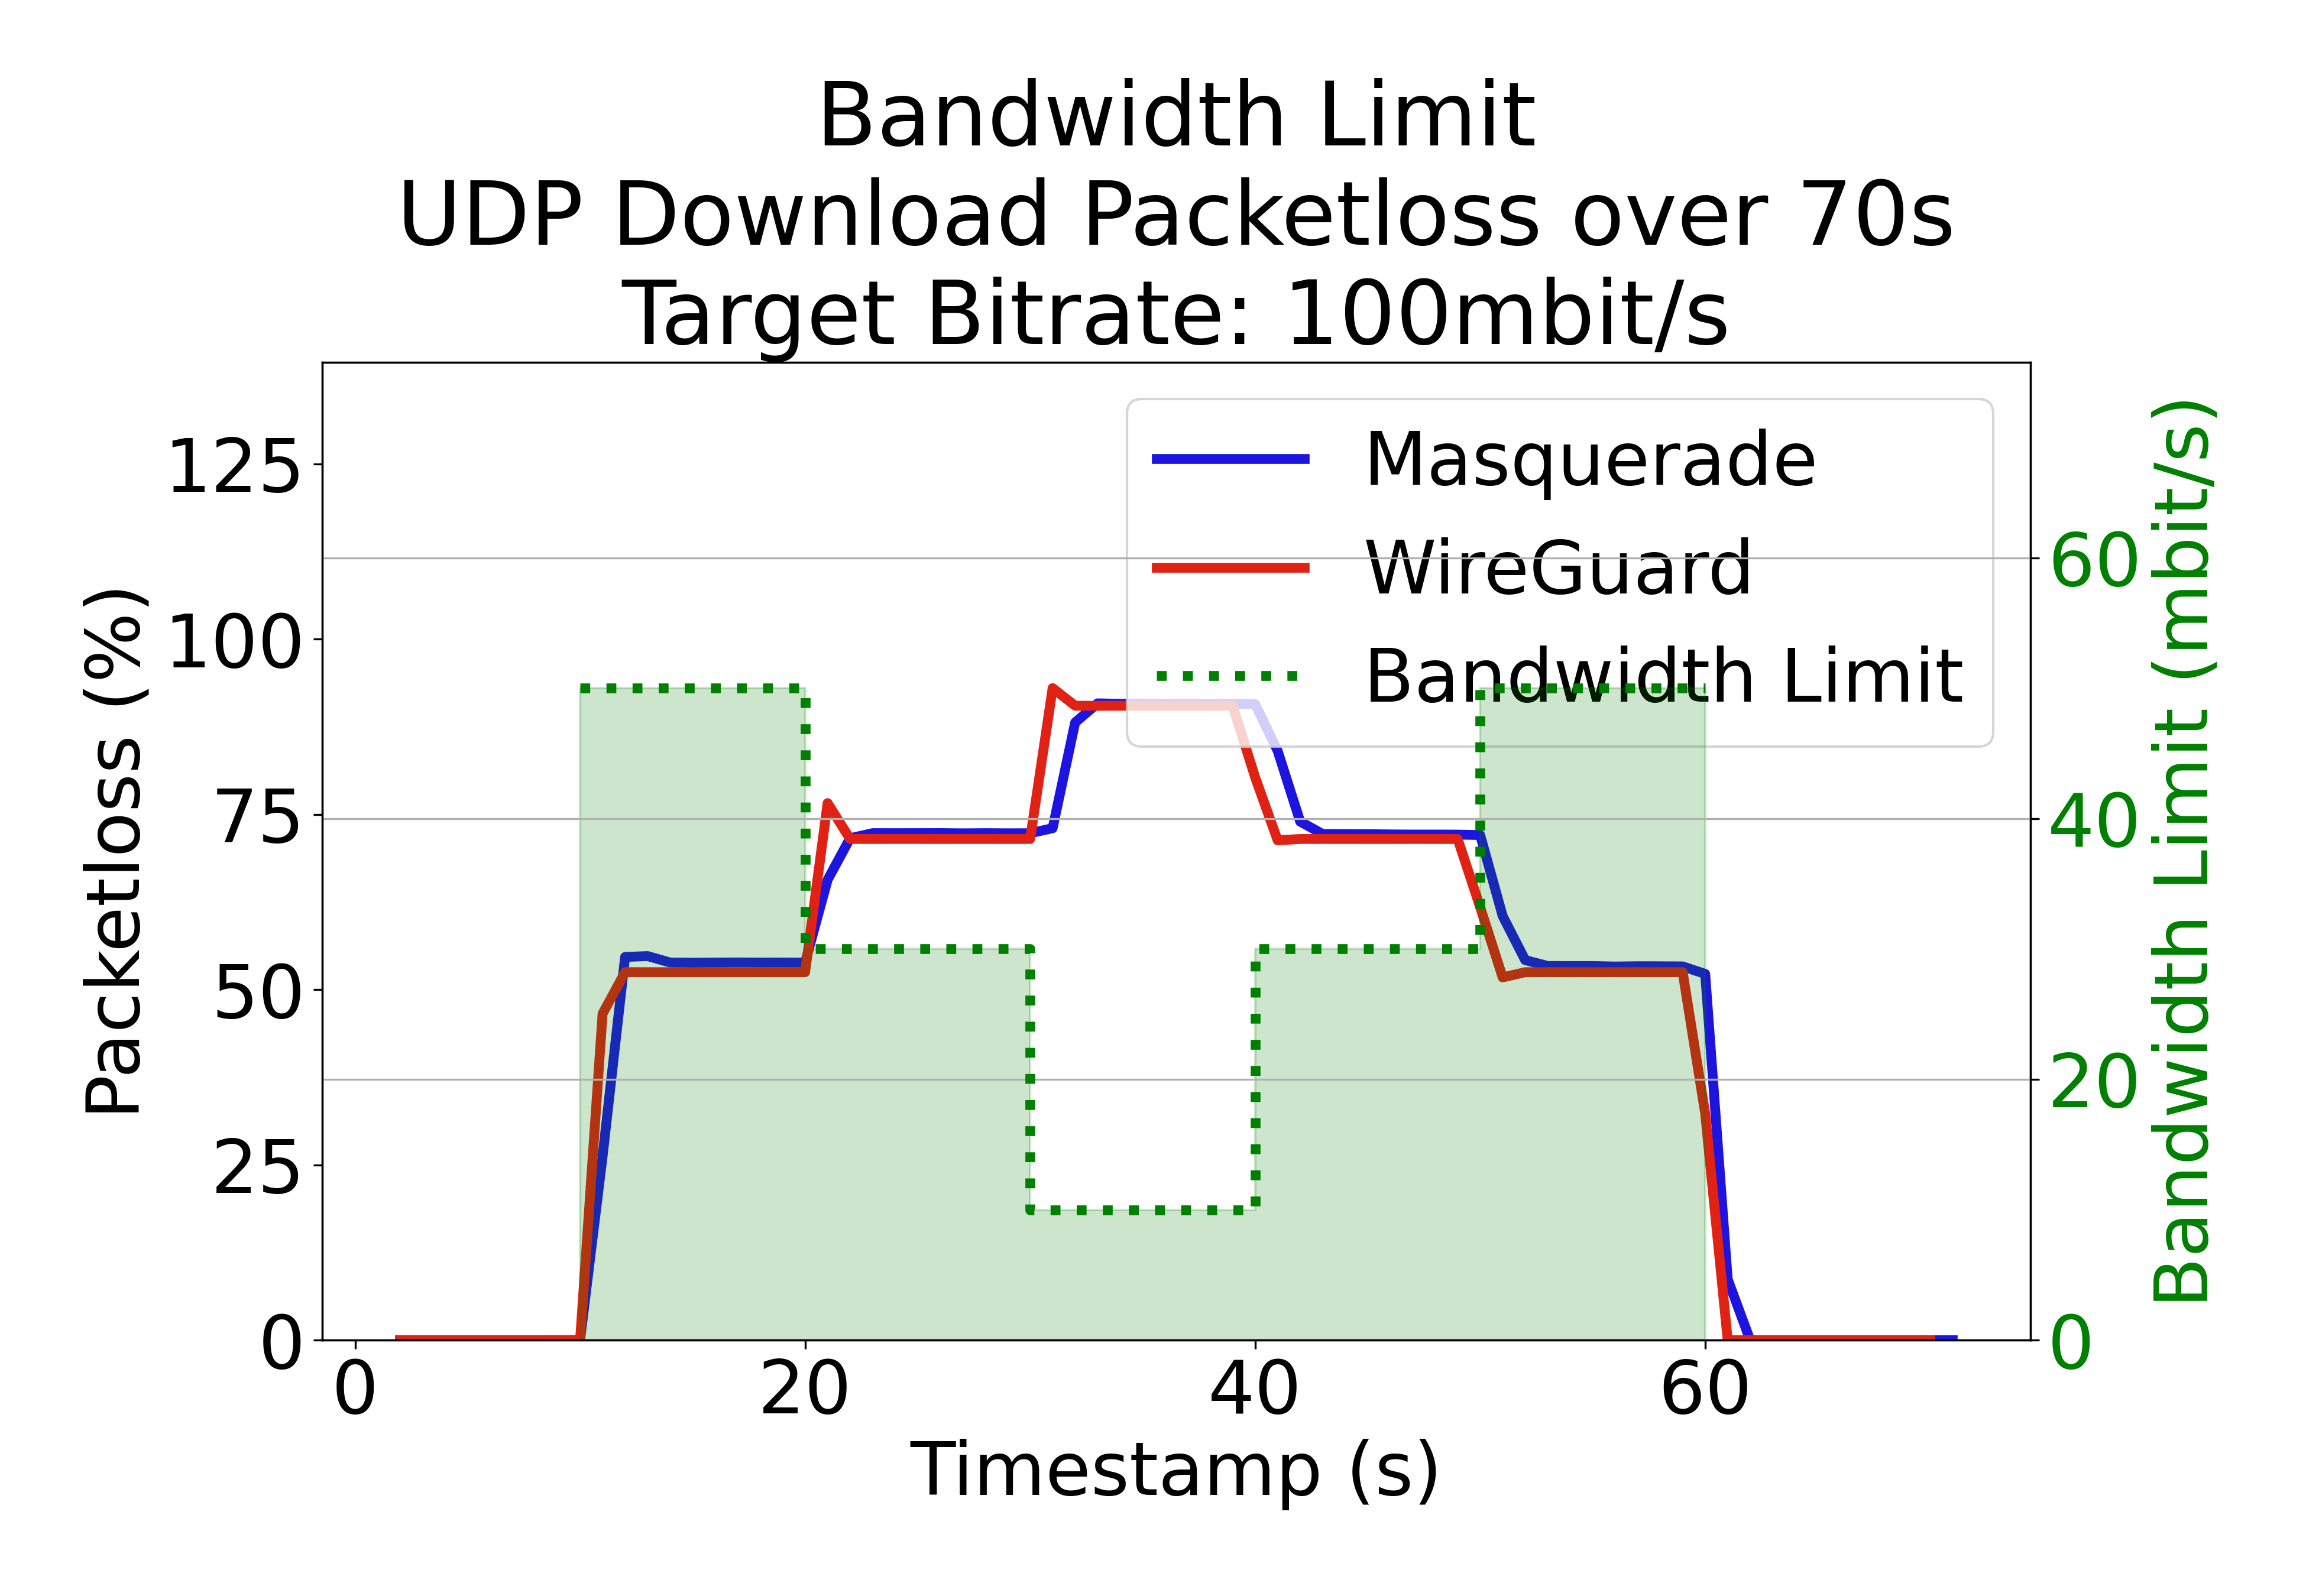 Bandwidth Limit
UDP Download Packetloss over 70s
Target Bitrate: 100mbit/s
Packetloss (%)
125
100
75
50
25
0
Masquerade
WireGuard
Bandwidth Limit
60
40
20
0
Bandwidth Limit (mbit/s)
0 20 40 60
Timestamp (s)